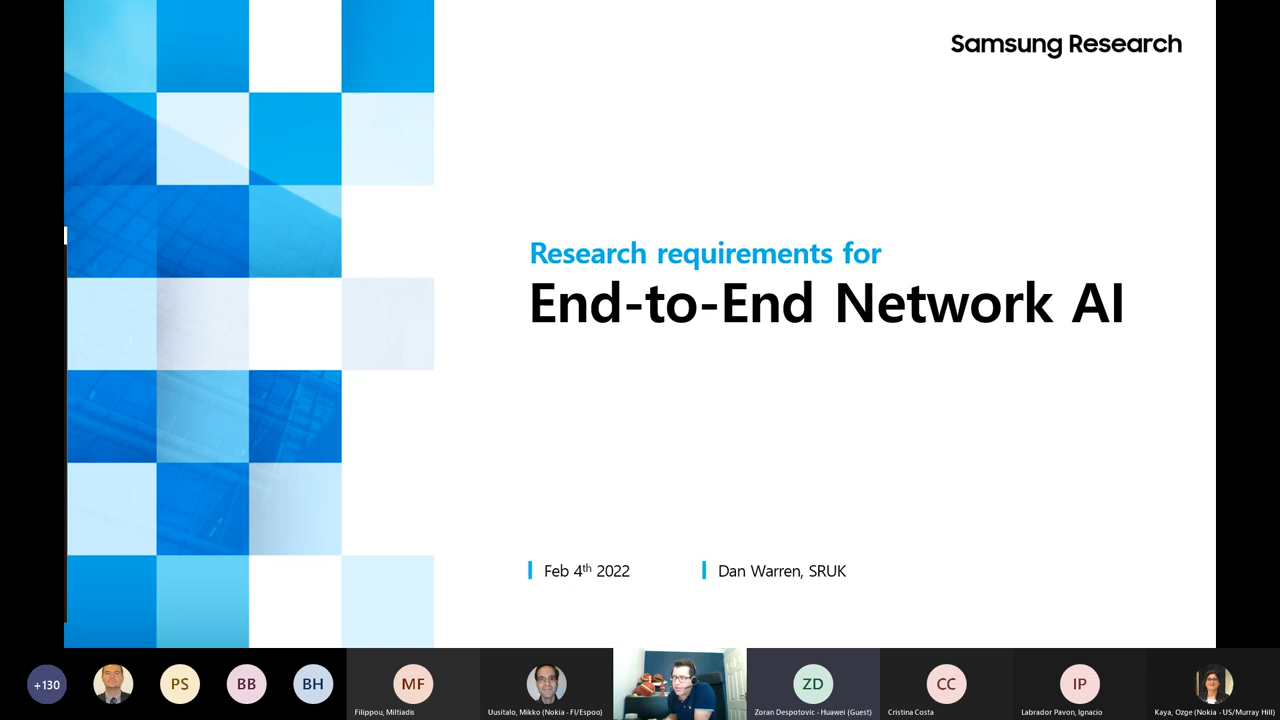 Samsung Research
Research requirements for
End-to-End Network AI
Feb 4th 2022
Dan Warren, SRUK
+130
PS
BB
BH
MF
Filippou, Miltiadis
Uusitalo, Mikko (Nokia - FI/Espoo)
ZD
Zoran Despotovic - Huawei (Guest)
CC
Cristina Costa
IP
Labrador Pavon, Ignacio
Kaya, Ozge (Nokia - US/Murray Hill)